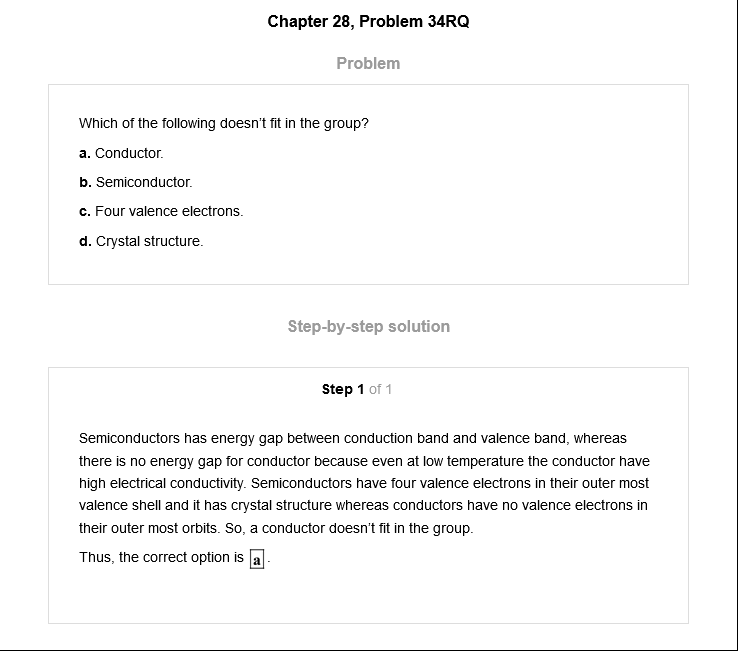 Chapter 28, Problem 34RQ
Problem
Which of the following doesn't fit in the group?
a. Conductor.
b. Semiconductor.
c. Four valence electrons.
d. Crystal structure.
Step-by-step solution
Step 1 of 1
Semiconductors has energy gap between conduction band and valence band, whereas
there is no energy gap for conductor because even at low temperature the conductor have
high electrical conductivity. Semiconductors have four valence electrons in their outer most
valence shell and it has crystal structure whereas conductors have no valence electrons in
their outer most orbits. So, a conductor doesn't fit in the group.
Thus, the correct option is a.